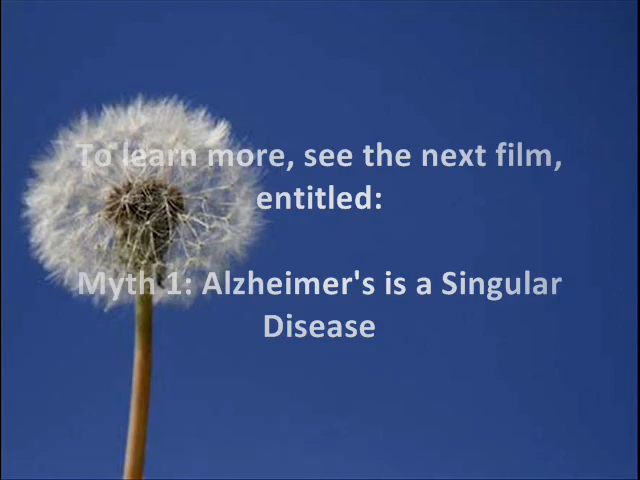 To learn more, see the next film,
entitled:
Myth 1: Alzheimer's is a Singular
Disease